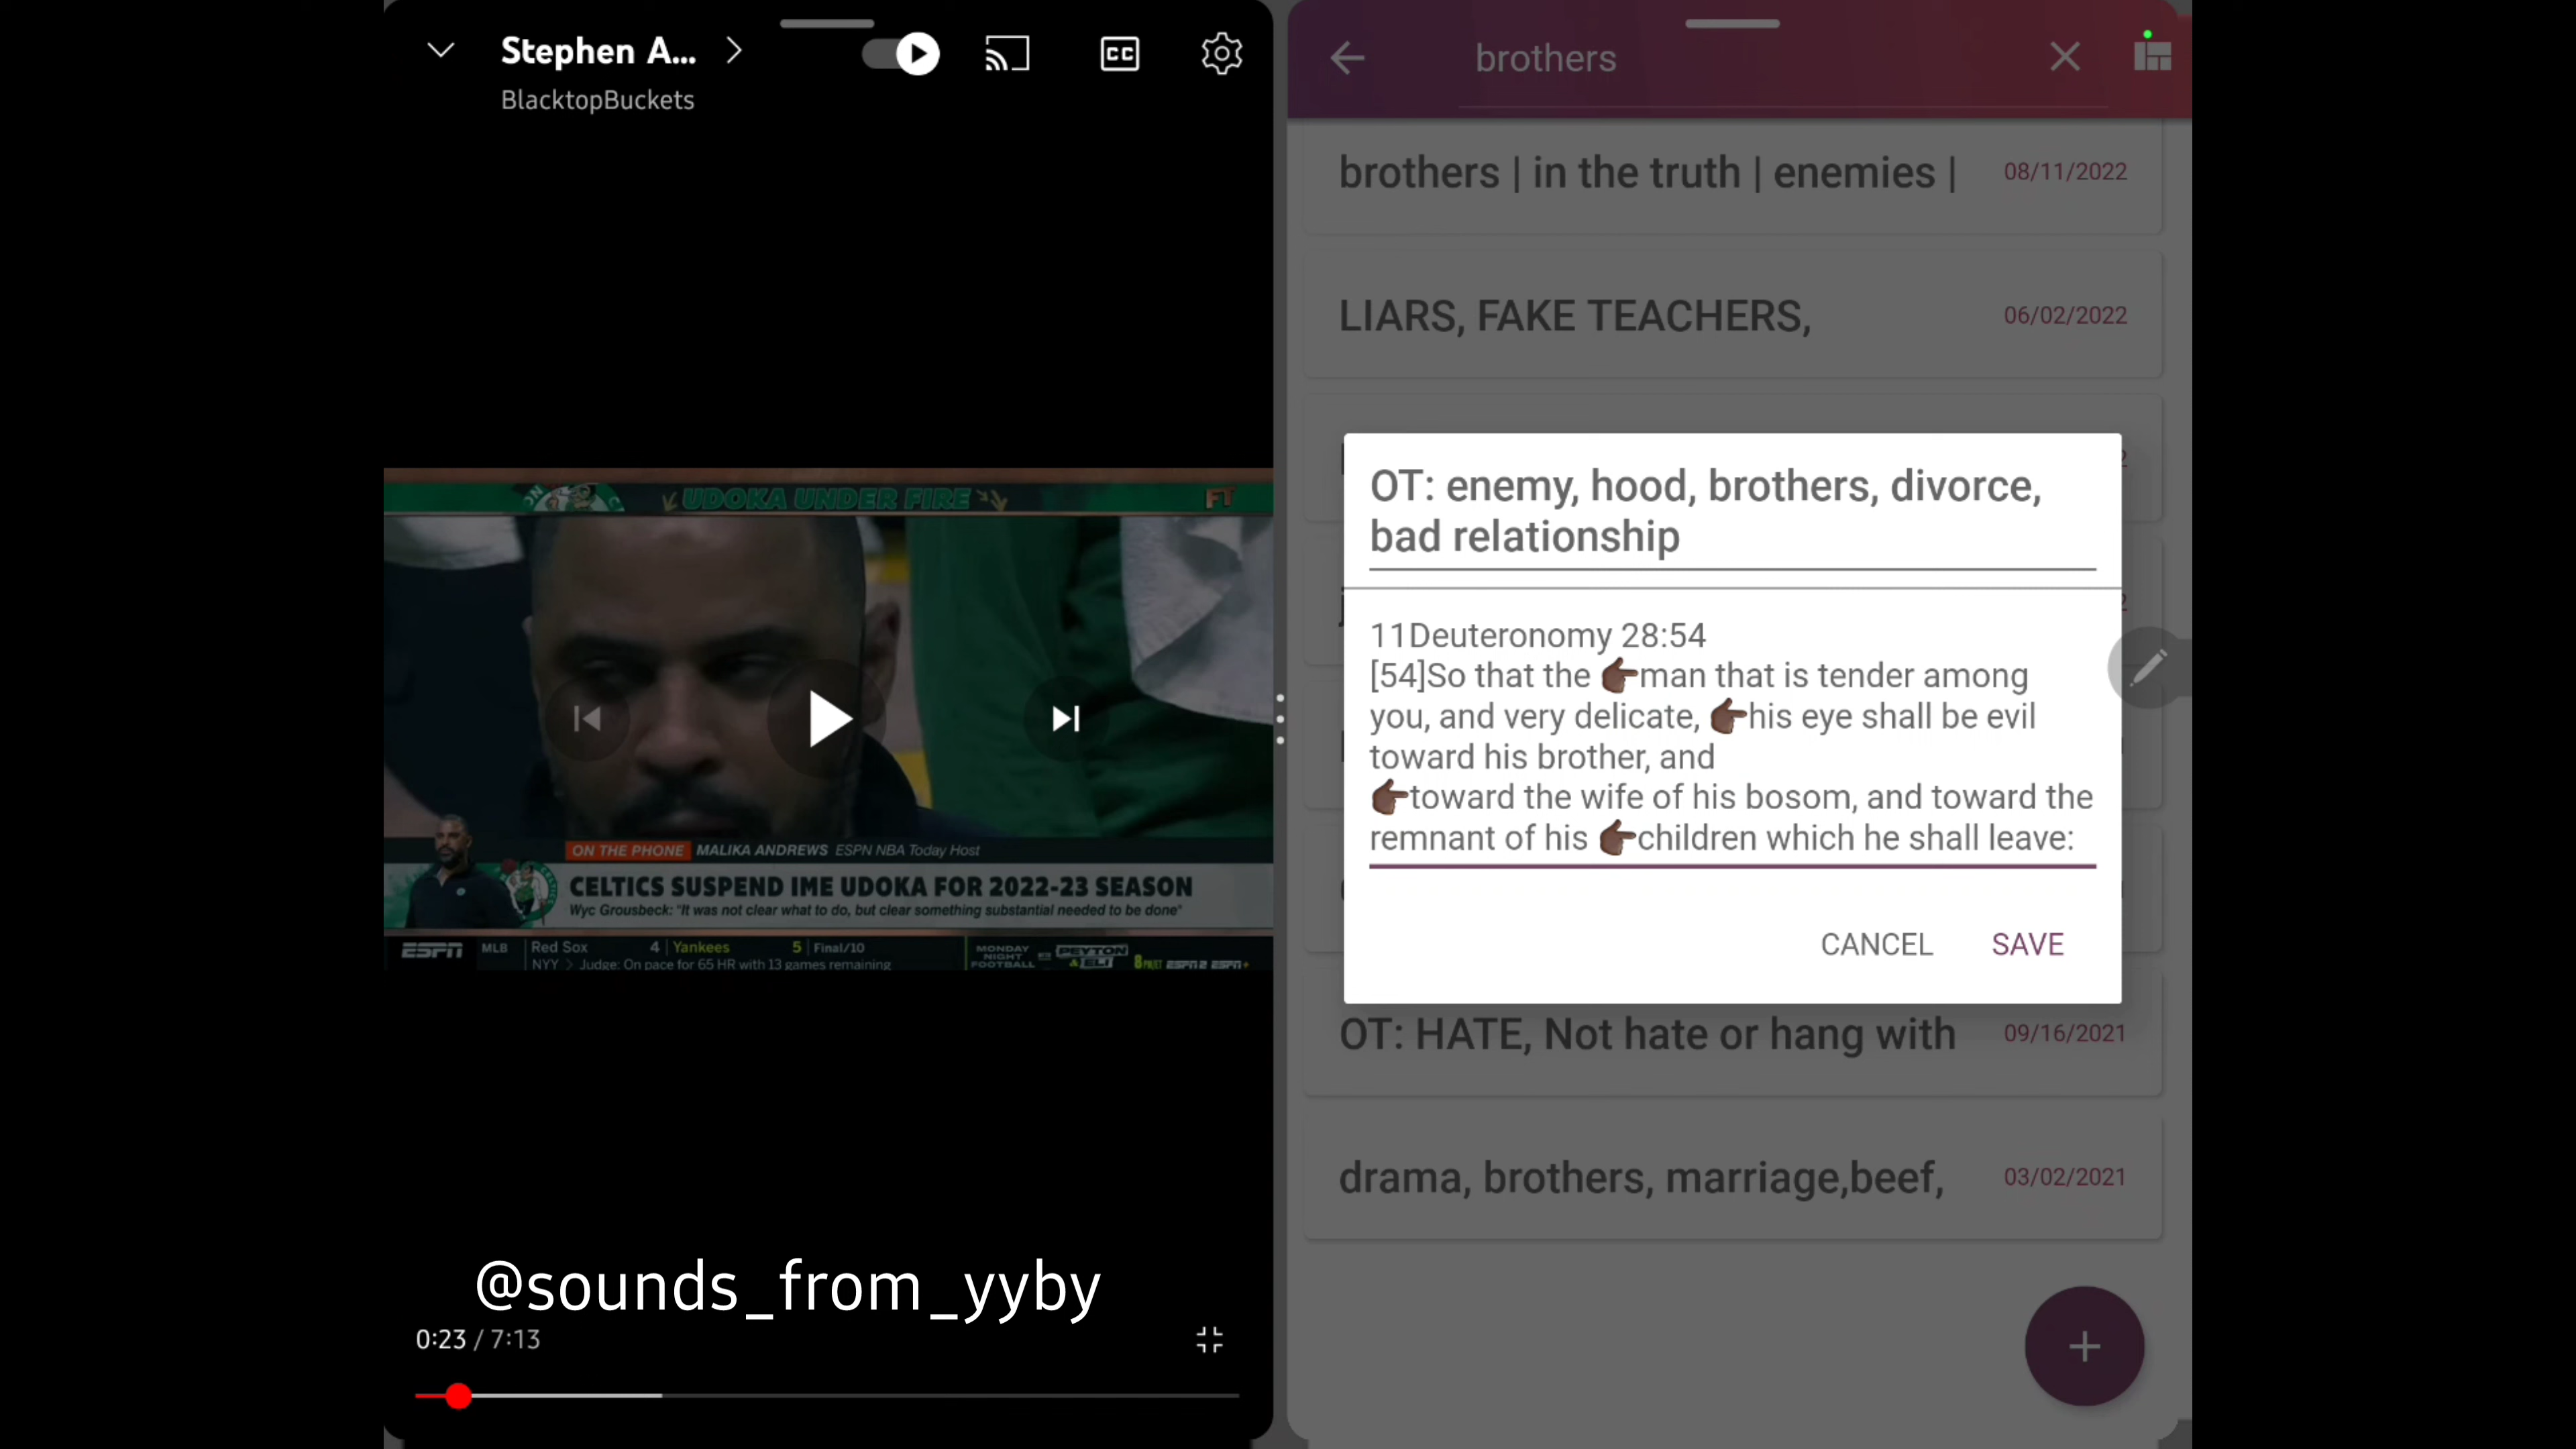 Stephen A...
BlacktopBuckets
CC
UDOKA UNDER FIRE
FT
ON THE PHONE MALIKA ANDREWS ESPN NBA Today Host
CELTICS SUSPEND IME UDOKA FOR 2022-23 SEASON
Wyc Grousbeck: "It was not clear what to do, but clear something substantial needed to be done"
ESPN MLB Red Sox 4 Yankees 5 Final/10
NYY > Judge: On pace for 65 HR with 13 games remaining
MONDAY NIGHT FOOTBALL WITH PEYTON & ELI
@sounds_from_yyby
0:23 / 7:13
brothers
brothers | in the truth | enemies | 08/11/2022
LIARS, FAKE TEACHERS, 06/02/2022
OT: enemy, hood, brothers, divorce,
bad relationship
11Deuteronomy 28:54
[54]So that the 👉🏿man that is tender among
you, and very delicate, 👉🏿his eye shall be evil
toward his brother, and
👉🏿toward the wife of his bosom, and toward the
remnant of his 👉🏿children which he shall leave:
CANCEL SAVE
OT: HATE, Not hate or hang with 09/16/2021
drama, brothers, marriage,beef, 03/02/2021